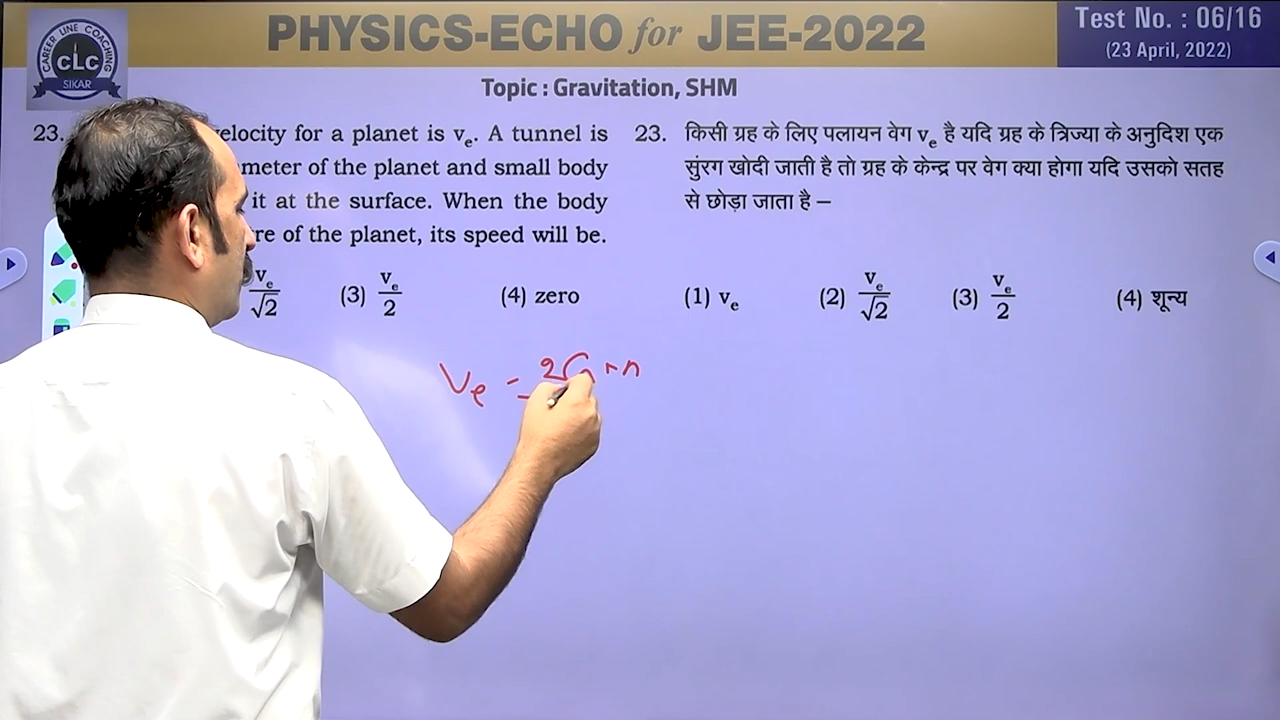 PHYSICS-ECHO for JEE-2022
Test No. : 06/16
(23 April, 2022)
CAREER LINE COACHING
CLC
SIKAR
Topic : Gravitation, SHM
23. velocity for a planet is vₑ. A tunnel is
meter of the planet and small body
it at the surface. When the body
re of the planet, its speed will be.
vₑ/√2 (3) vₑ/2 (4) zero
23. किसी ग्रह के लिए पलायन वेग vₑ है यदि ग्रह के त्रिज्या के अनुदिश एक
सुंरग खोदी जाती है तो ग्रह के केन्द्र पर वेग क्या होगा यदि उसको सतह
से छोड़ा जाता है –
(1) vₑ (2) vₑ/√2 (3) vₑ/2 (4) शून्य
Vₑ = 2G